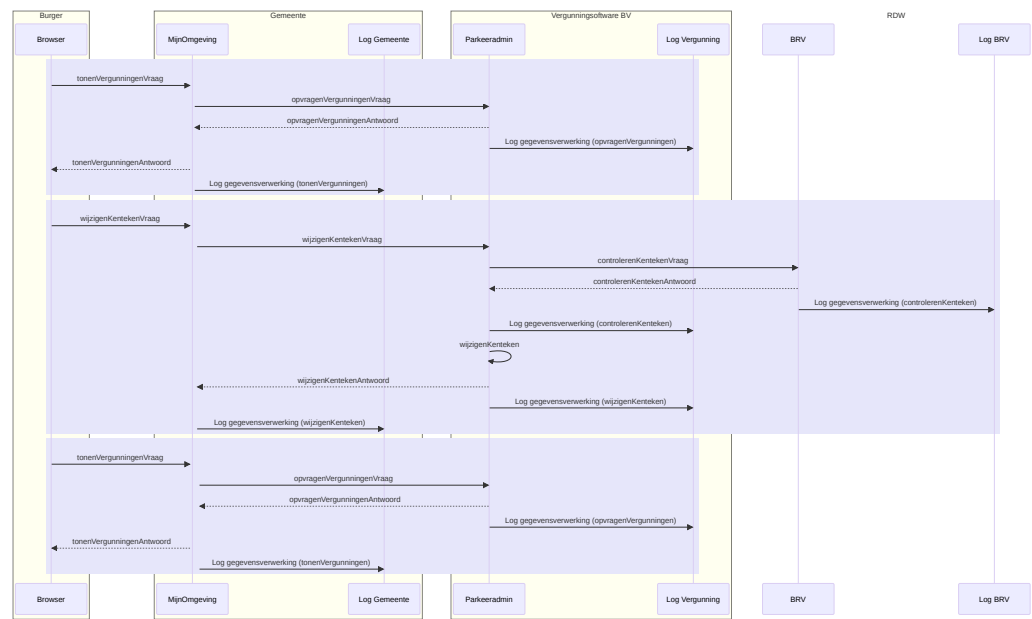 Burger
Gemeente
Vergunningsoftware BV
RDW
Browser
MijnOmgeving
Log Gemeente
Parkeeradmin
Log Vergunning
BRV
Log BRV
tonenVergunningenVraag
opvragenVergunningenVraag
opvragenVergunningenAntwoord
Log gegevensverwerking (opvragenVergunningen)
tonenVergunningenAntwoord
Log gegevensverwerking (tonenVergunningen)
wijzigenKentekenVraag
wijzigenKentekenVraag
controlerenKentekenVraag
controlerenKentekenAntwoord
Log gegevensverwerking (controlerenKenteken)
Log gegevensverwerking (controlerenKenteken)
wijzigenKenteken
wijzigenKentekenAntwoord
Log gegevensverwerking (wijzigenKenteken)
Log gegevensverwerking (wijzigenKenteken)
tonenVergunningenVraag
opvragenVergunningenVraag
opvragenVergunningenAntwoord
Log gegevensverwerking (opvragenVergunningen)
tonenVergunningenAntwoord
Log gegevensverwerking (tonenVergunningen)
Browser
MijnOmgeving
Log Gemeente
Parkeeradmin
Log Vergunning
BRV
Log BRV